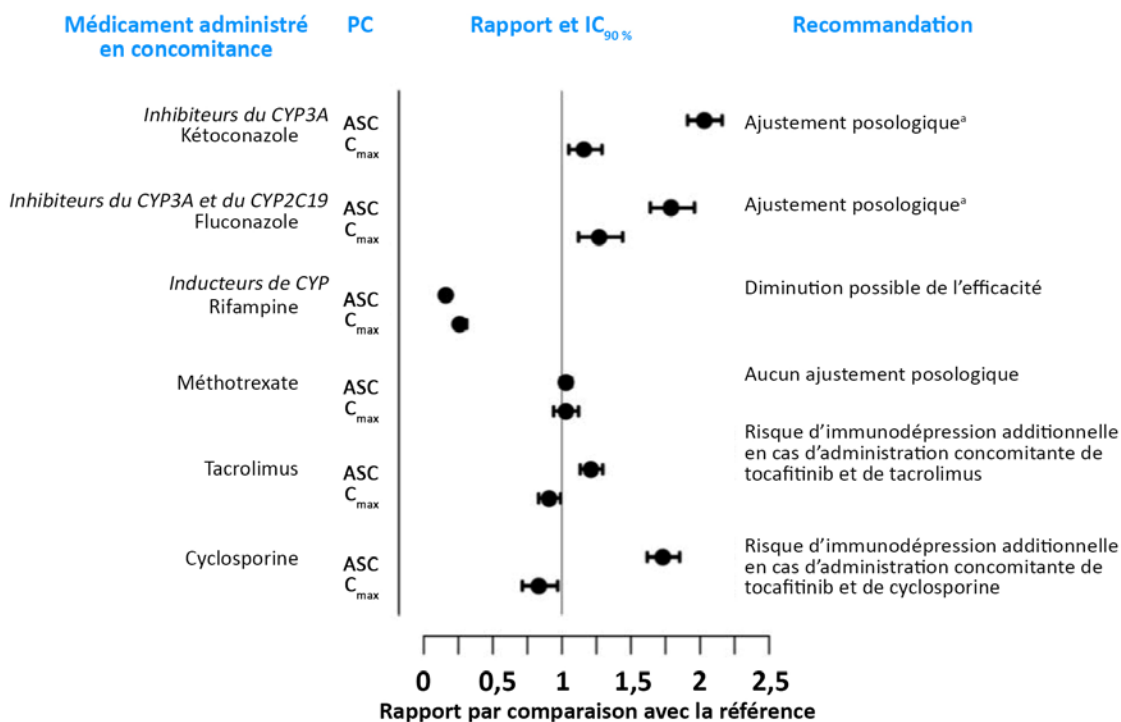 Médicament administré
en concomitance
PC
Rapport et IC90 %
Recommandation
Inhibiteurs du CYP3A
Kétoconazole
ASC
Cmax
Ajustement posologiqueᵃ
Inhibiteurs du CYP3A et du CYP2C19
Fluconazole
ASC
Cmax
Ajustement posologiqueᵃ
Inducteurs de CYP
Rifampine
ASC
Cmax
Diminution possible de l’efficacité
Méthotrexate
ASC
Cmax
Aucun ajustement posologique
Tacrolimus
ASC
Cmax
Risque d’immunodépression additionnelle
en cas d’administration concomitante de
tocafitinib et de tacrolimus
Cyclosporine
ASC
Cmax
Risque d’immunodépression additionnelle
en cas d’administration concomitante de
tocafitinib et de cyclosporine
0 0,5 1 1,5 2 2,5
Rapport par comparaison avec la référence